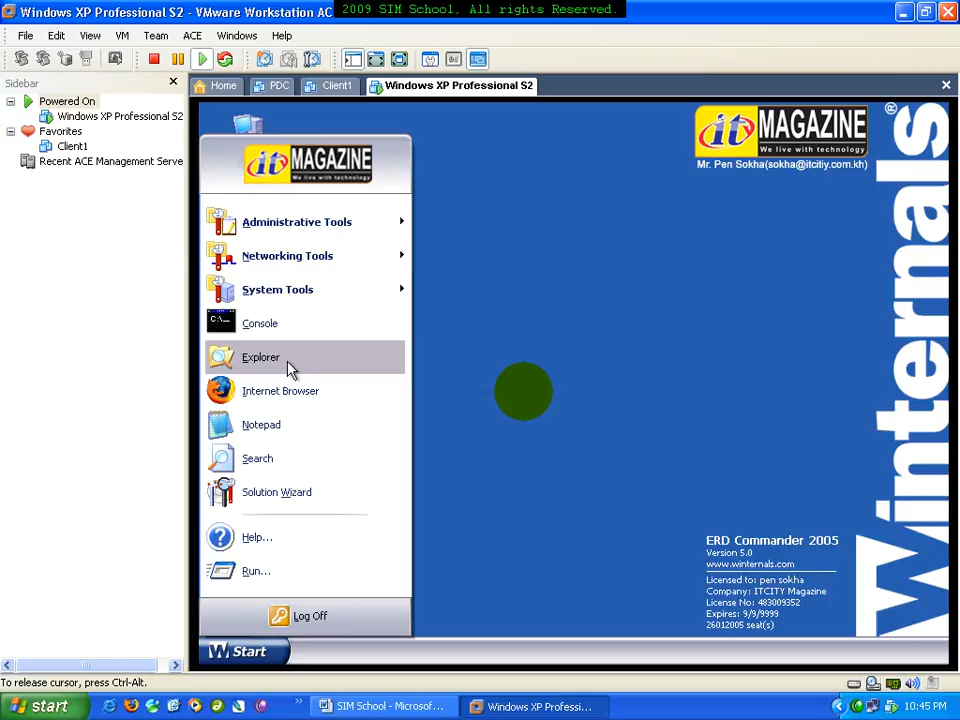 Windows XP Professional S2 - VMware Workstation ACE
2009 SIM School. All rights Reserved.
File Edit View VM Team ACE Windows Help
Sidebar
Home
PDC
Client1
Windows XP Professional S2
Powered On
Windows XP Professional S2
Favorites
Client1
Recent ACE Management Serve
it MAGAZINE
We live with technology
Mr. Pen Sokha(sokha@itcitiy.com.kh)
it MAGAZINE
We live with technology
Administrative Tools
Networking Tools
System Tools
Console
Explorer
Internet Browser
Notepad
Search
Solution Wizard
Help...
Run...
Log Off
Start
Winternals®
ERD Commander 2005
Version 5.0
www.winternals.com
Licensed to: pen sokha
Company: ITCITY Magazine
License No: 483009352
Expires: 9/9/9999
26012005 seat(s)
To release cursor, press Ctrl-Alt.
start
SIM School - Microsof...
Windows XP Professi...
10:45 PM